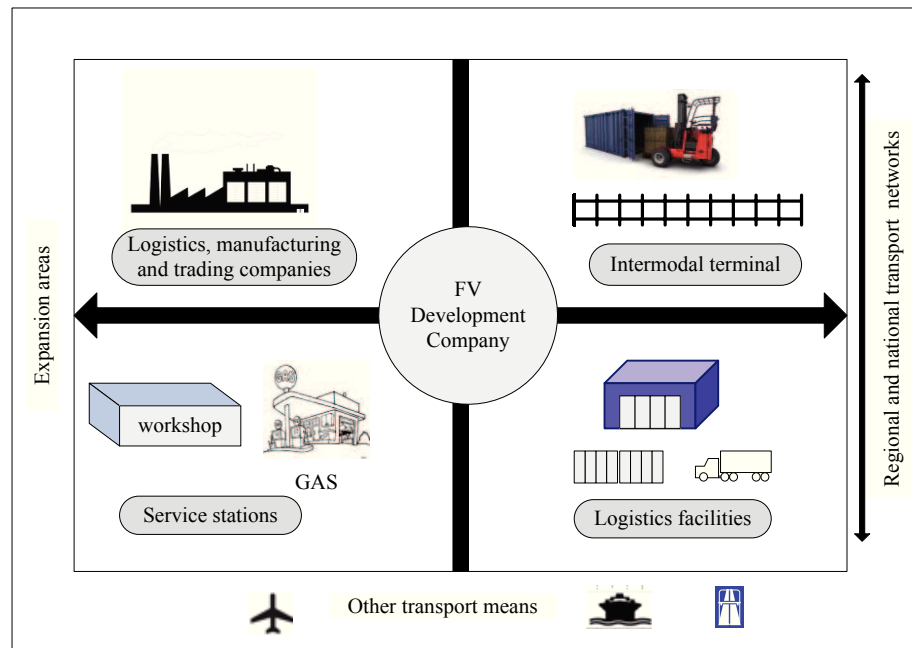 Logistics, manufacturing
and trading companies
Intermodal terminal
FV
Development
Company
Expansion areas
Regional and national transport networks
workshop
GAS
GAS
Service stations
Logistics facilities
Other transport means